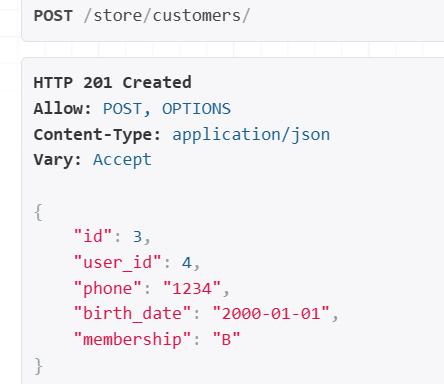 POST /store/customers/
HTTP 201 Created
Allow: POST, OPTIONS
Content-Type: application/json
Vary: Accept
{
    "id": 3,
    "user_id": 4,
    "phone": "1234",
    "birth_date": "2000-01-01",
    "membership": "B"
}